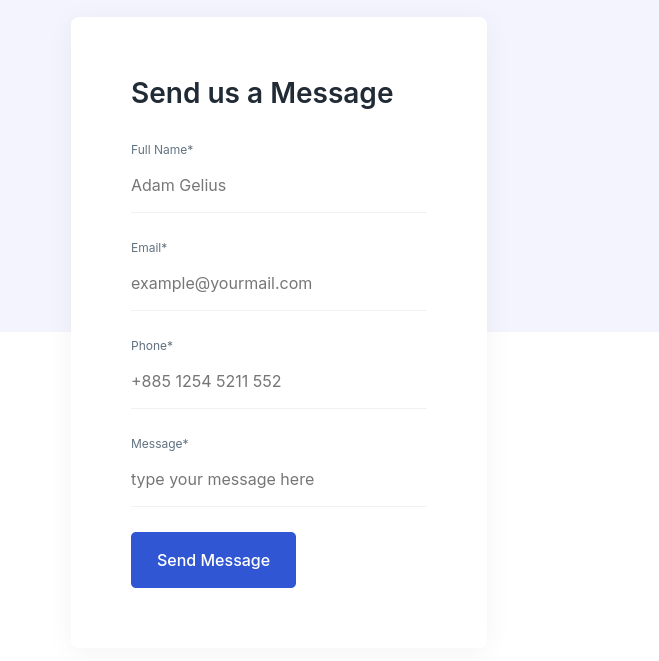 Send us a Message
Full Name*
Adam Gelius
Email*
example@yourmail.com
Phone*
+885 1254 5211 552
Message*
type your message here
Send Message